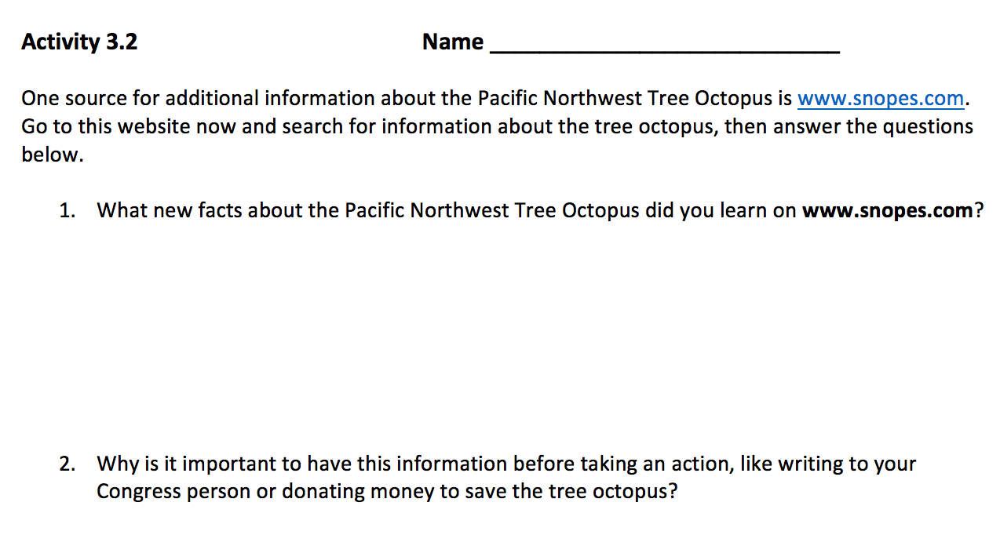 Activity 3.2 Name ______________________________
One source for additional information about the Pacific Northwest Tree Octopus is www.snopes.com.
Go to this website now and search for information about the tree octopus, then answer the questions
below.
1. What new facts about the Pacific Northwest Tree Octopus did you learn on www.snopes.com?
2. Why is it important to have this information before taking an action, like writing to your
Congress person or donating money to save the tree octopus?